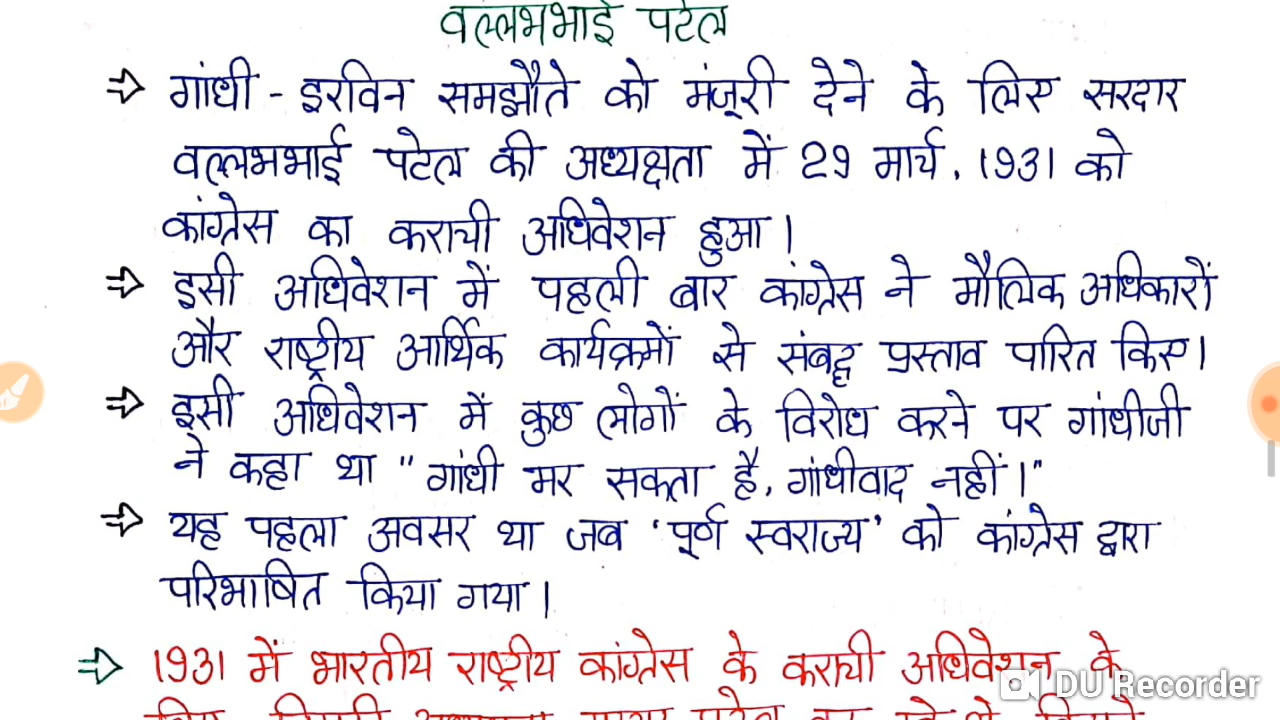 वल्लभभाई पटेल
⇒ गांधी - इरविन समझौते को मंजूरी देने के लिए सरदार
वल्लभभाई पटेल की अध्यक्षता में 29 मार्च, 1931 को
कांग्रेस का कराची अधिवेशन हुआ।
⇒ इसी अधिवेशन में पहली बार कांग्रेस ने मौलिक अधिकारों
और राष्ट्रीय आर्थिक कार्यक्रमों से संबद्ध प्रस्ताव पारित किए।
⇒ इसी अधिवेशन में कुछ लोगों के विरोध करने पर गांधीजी
ने कहा था "गांधी मर सकता है, गांधीवाद नहीं।"
⇒ यह पहला अवसर था जब 'पूर्ण स्वराज्य' को कांग्रेस द्वारा
परिभाषित किया गया।
⇒ 1931 में भारतीय राष्ट्रीय कांग्रेस के कराची अधिवेशन के
DU Recorder